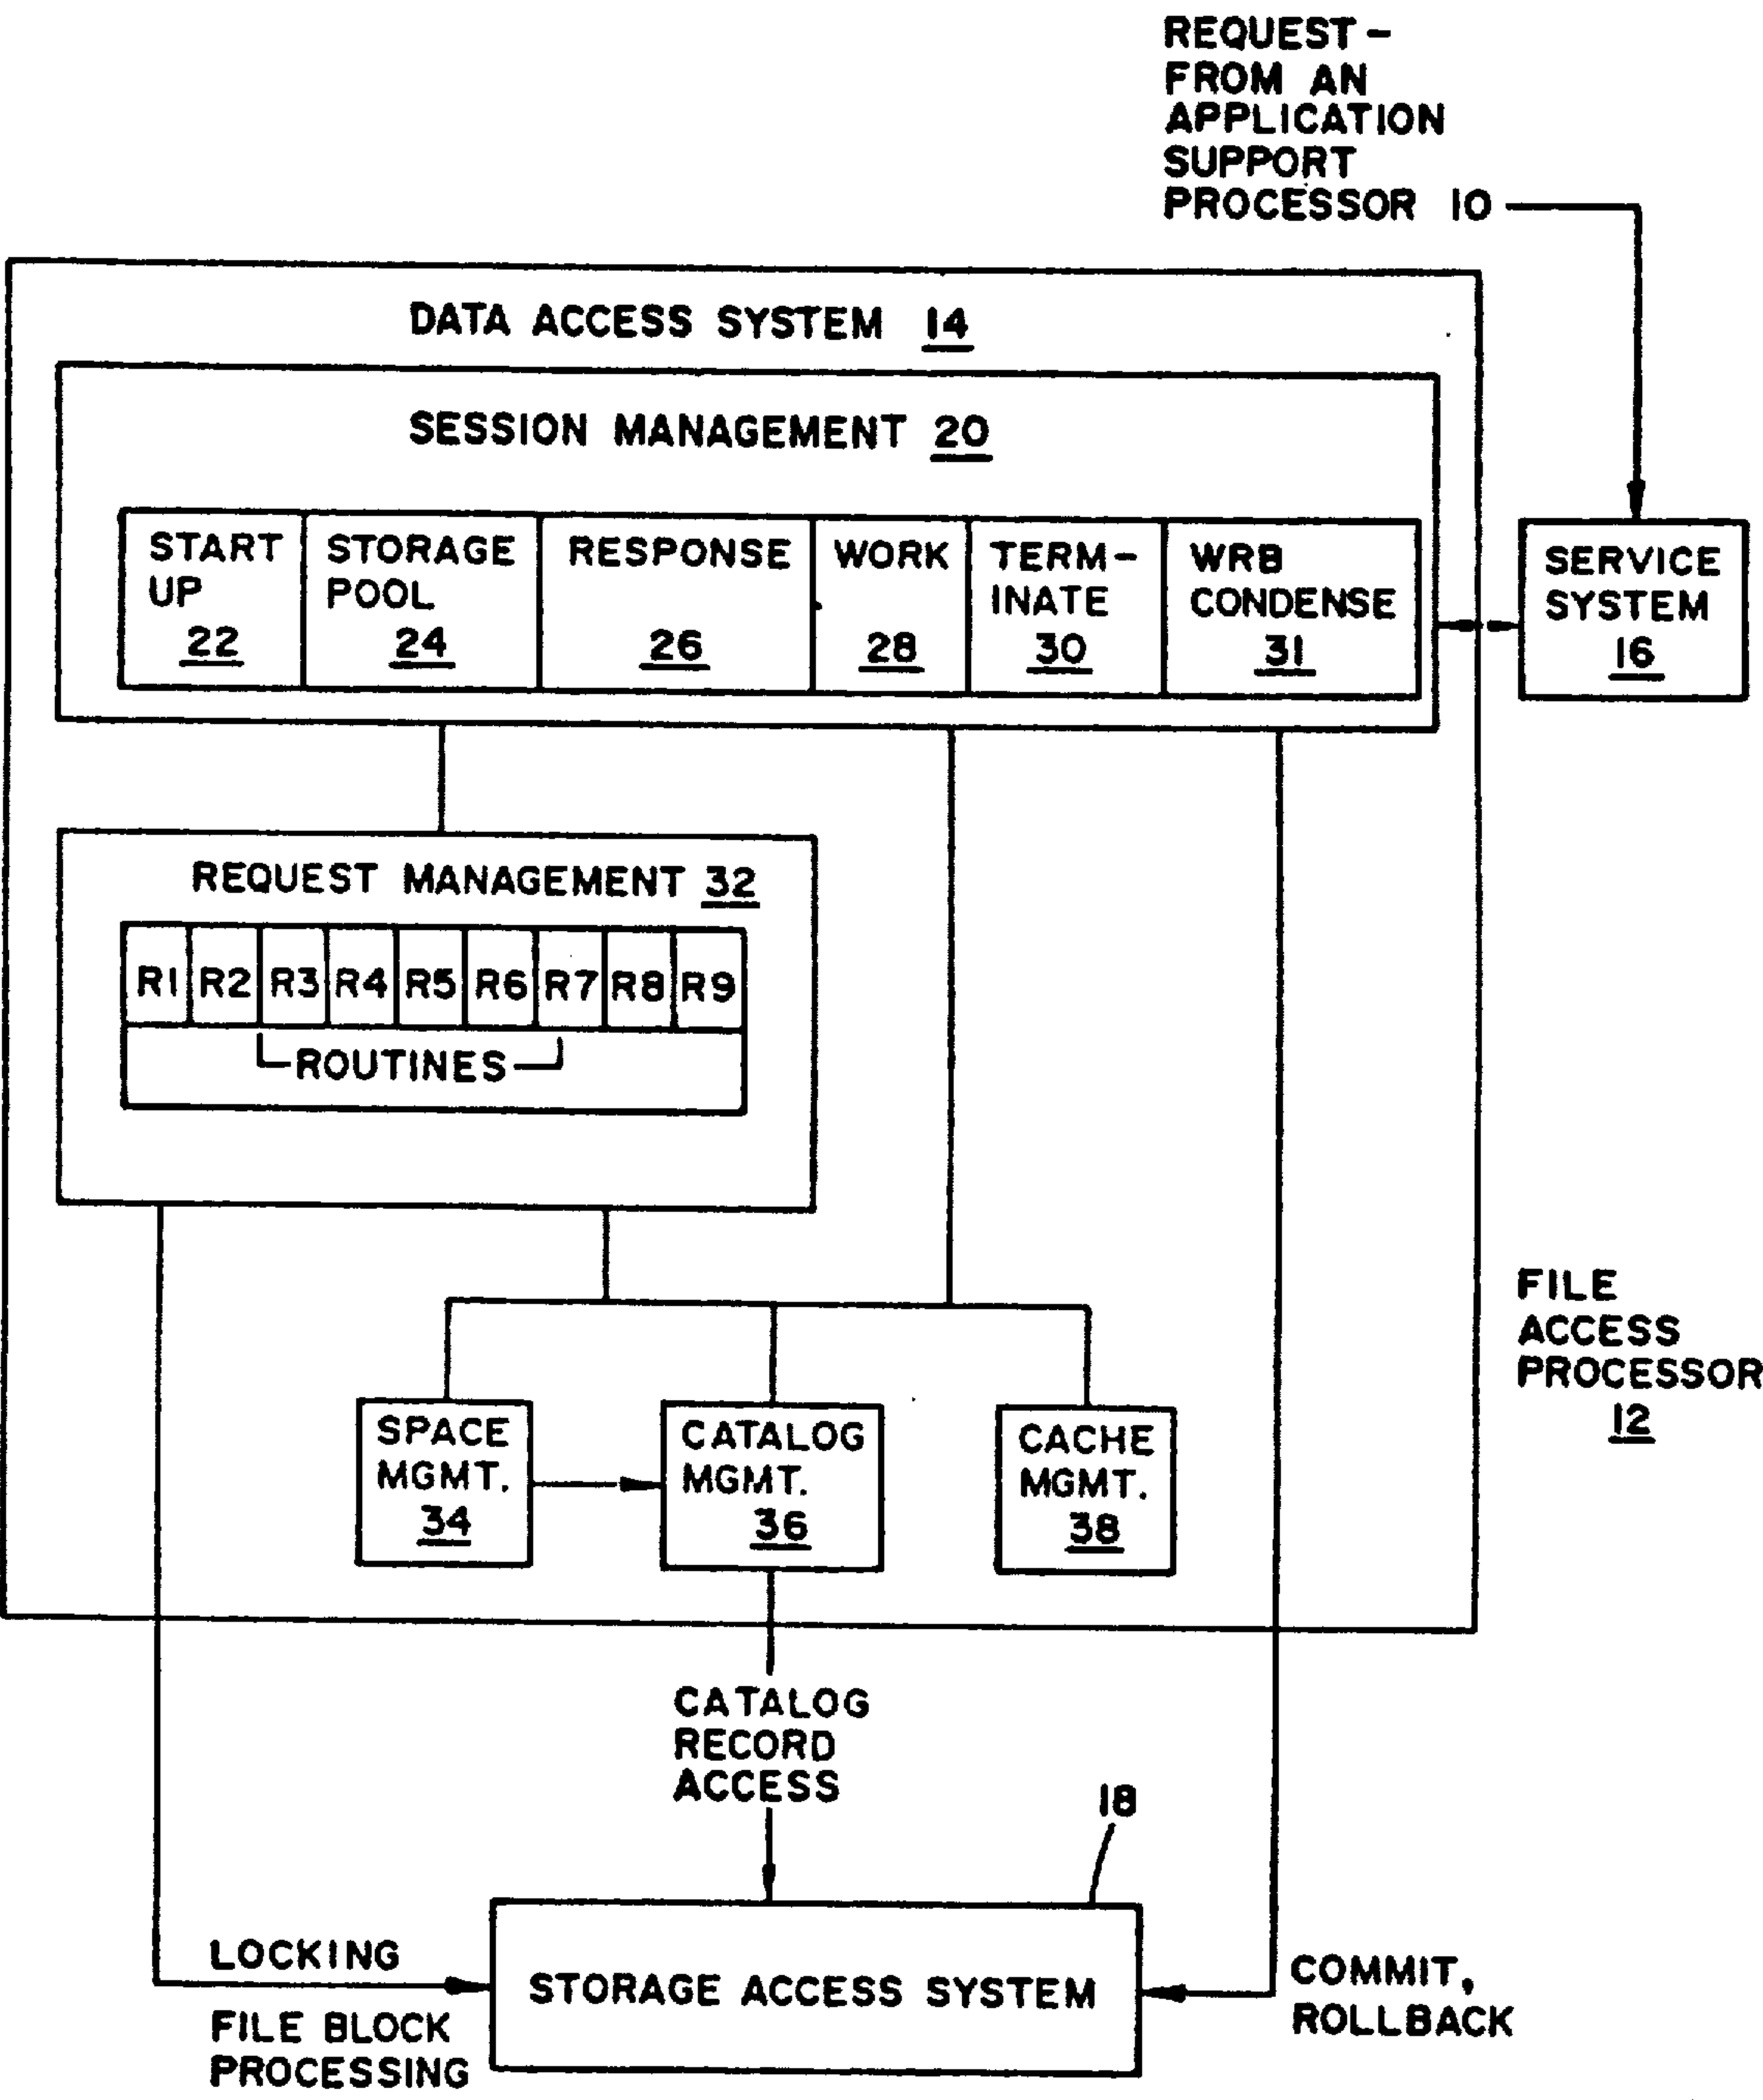 REQUEST-
FROM AN
APPLICATION
SUPPORT
PROCESSOR 10
DATA ACCESS SYSTEM 14
SESSION MANAGEMENT 20
START
UP
22
STORAGE
POOL
24
RESPONSE
26
WORK
28
TERM-
INATE
30
WRB
CONDENSE
31
SERVICE
SYSTEM
16
REQUEST MANAGEMENT 32
R1 R2 R3 R4 R5 R6 R7 R8 R9
ROUTINES
FILE
ACCESS
PROCESSOR
12
SPACE
MGMT.
34
CATALOG
MGMT.
36
CACHE
MGMT.
38
CATALOG
RECORD
ACCESS
18
LOCKING
FILE BLOCK
PROCESSING
STORAGE ACCESS SYSTEM
COMMIT,
ROLLBACK